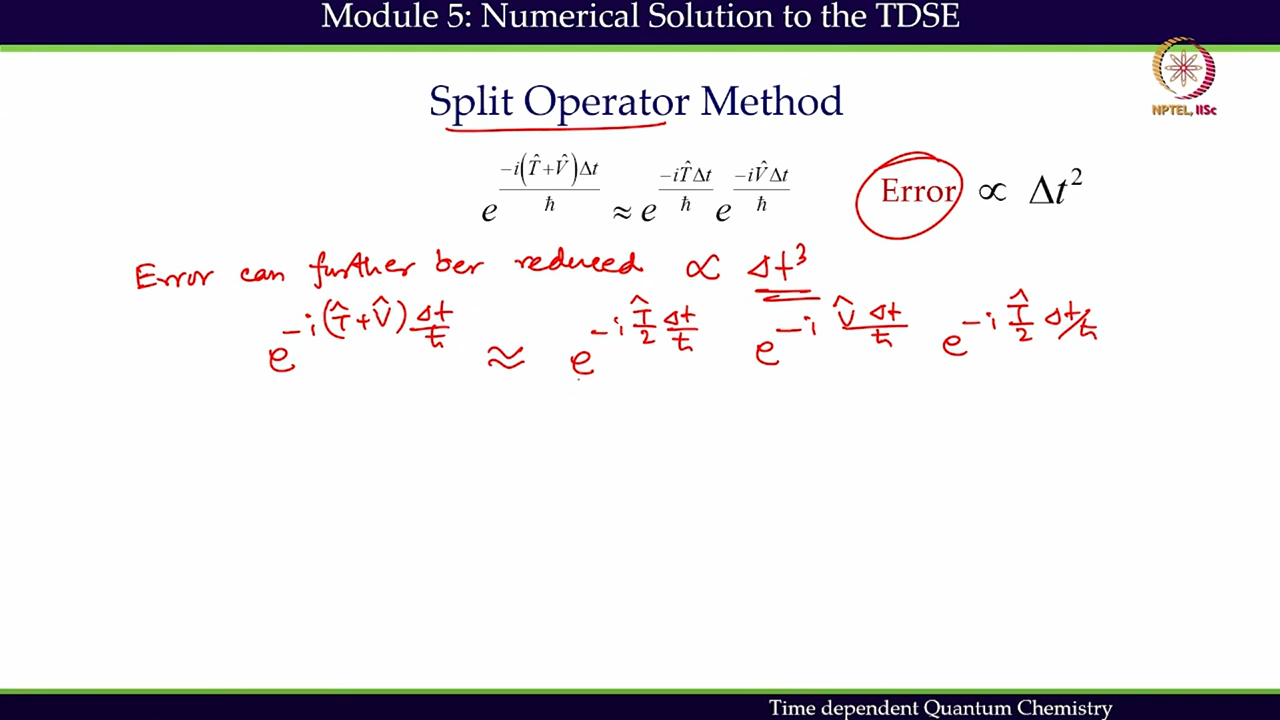 Module 5: Numerical Solution to the TDSE
NPTEL, IISc
Split Operator Method
e^{-i(T̂+V̂)Δt/ħ} ≈ e^{-iT̂Δt/ħ} e^{-iV̂Δt/ħ} Error ∝ Δt²
Error can further ber reduced ∝ Δt³
e^{-i(T̂+V̂)Δt/ħ} ≈ e^{-i T̂/2 Δt/ħ} e^{-i V̂Δt/ħ} e^{-i T̂/2 Δt/ħ}
Time dependent Quantum Chemistry